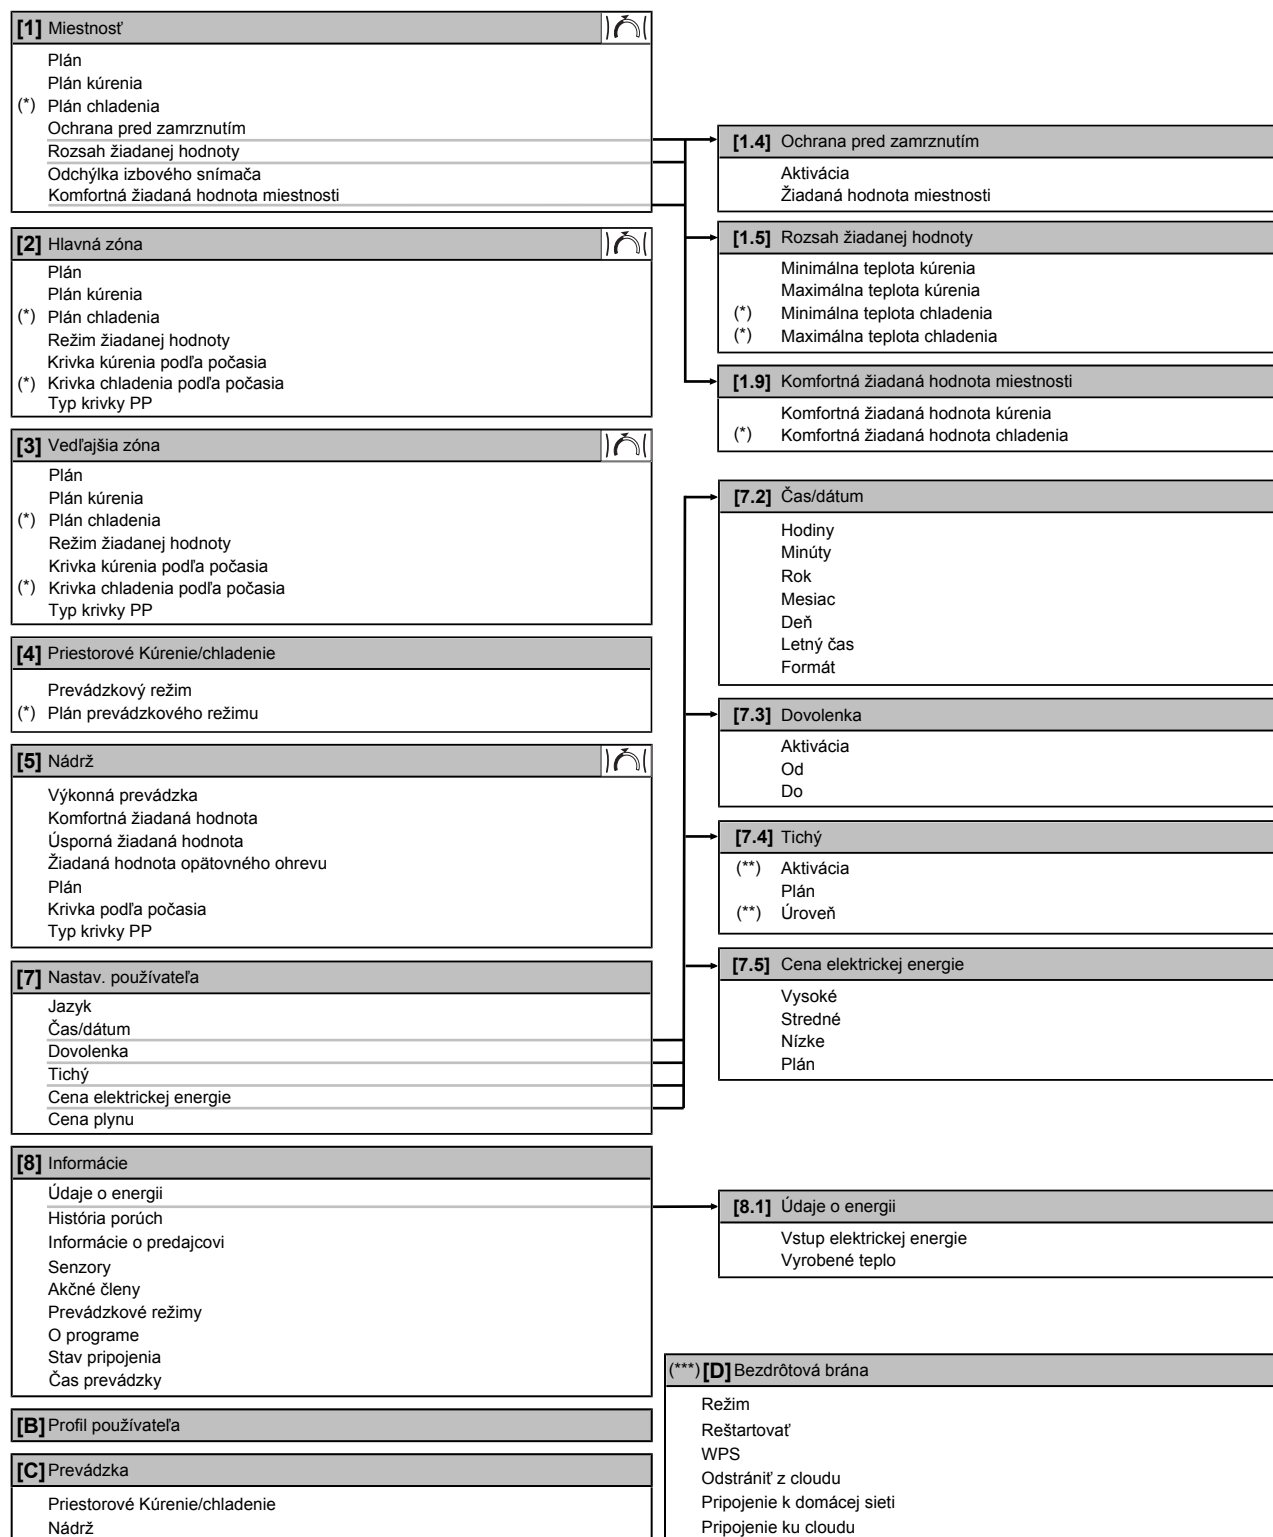 [1] Miestnosť
Plán
Plán kúrenia
(*) Plán chladenia
Ochrana pred zamrznutím
Rozsah žiadanej hodnoty
Odchýlka izbového snímača
Komfortná žiadaná hodnota miestnosti
[2] Hlavná zóna
Plán
Plán kúrenia
(*) Plán chladenia
Režim žiadanej hodnoty
Krivka kúrenia podľa počasia
(*) Krivka chladenia podľa počasia
Typ krivky PP
[3] Vedľajšia zóna
Plán
Plán kúrenia
(*) Plán chladenia
Režim žiadanej hodnoty
Krivka kúrenia podľa počasia
(*) Krivka chladenia podľa počasia
Typ krivky PP
[4] Priestorové Kúrenie/chladenie
Prevádzkový režim
(*) Plán prevádzkového režimu
[5] Nádrž
Výkonná prevádzka
Komfortná žiadaná hodnota
Úsporná žiadaná hodnota
Žiadaná hodnota opätovného ohrevu
Plán
Krivka podľa počasia
Typ krivky PP
[7] Nastav. používateľa
Jazyk
Čas/dátum
Dovolenka
Tichý
Cena elektrickej energie
Cena plynu
[8] Informácie
Údaje o energii
História porúch
Informácie o predajcovi
Senzory
Akčné členy
Prevádzkové režimy
O programe
Stav pripojenia
Čas prevádzky
[B] Profil používateľa
[C] Prevádzka
Priestorové Kúrenie/chladenie
Nádrž
[1.4] Ochrana pred zamrznutím
Aktivácia
Žiadaná hodnota miestnosti
[1.5] Rozsah žiadanej hodnoty
Minimálna teplota kúrenia
Maximálna teplota kúrenia
(*) Minimálna teplota chladenia
(*) Maximálna teplota chladenia
[1.9] Komfortná žiadaná hodnota miestnosti
Komfortná žiadaná hodnota kúrenia
(*) Komfortná žiadaná hodnota chladenia
[7.2] Čas/dátum
Hodiny
Minúty
Rok
Mesiac
Deň
Letný čas
Formát
[7.3] Dovolenka
Aktivácia
Od
Do
[7.4] Tichý
(**) Aktivácia
Plán
(**) Úroveň
[7.5] Cena elektrickej energie
Vysoké
Stredné
Nízke
Plán
[8.1] Údaje o energii
Vstup elektrickej energie
Vyrobené teplo
(***) [D] Bezdrôtová brána
Režim
Reštartovať
WPS
Odstrániť z cloudu
Pripojenie k domácej sieti
Pripojenie ku cloudu